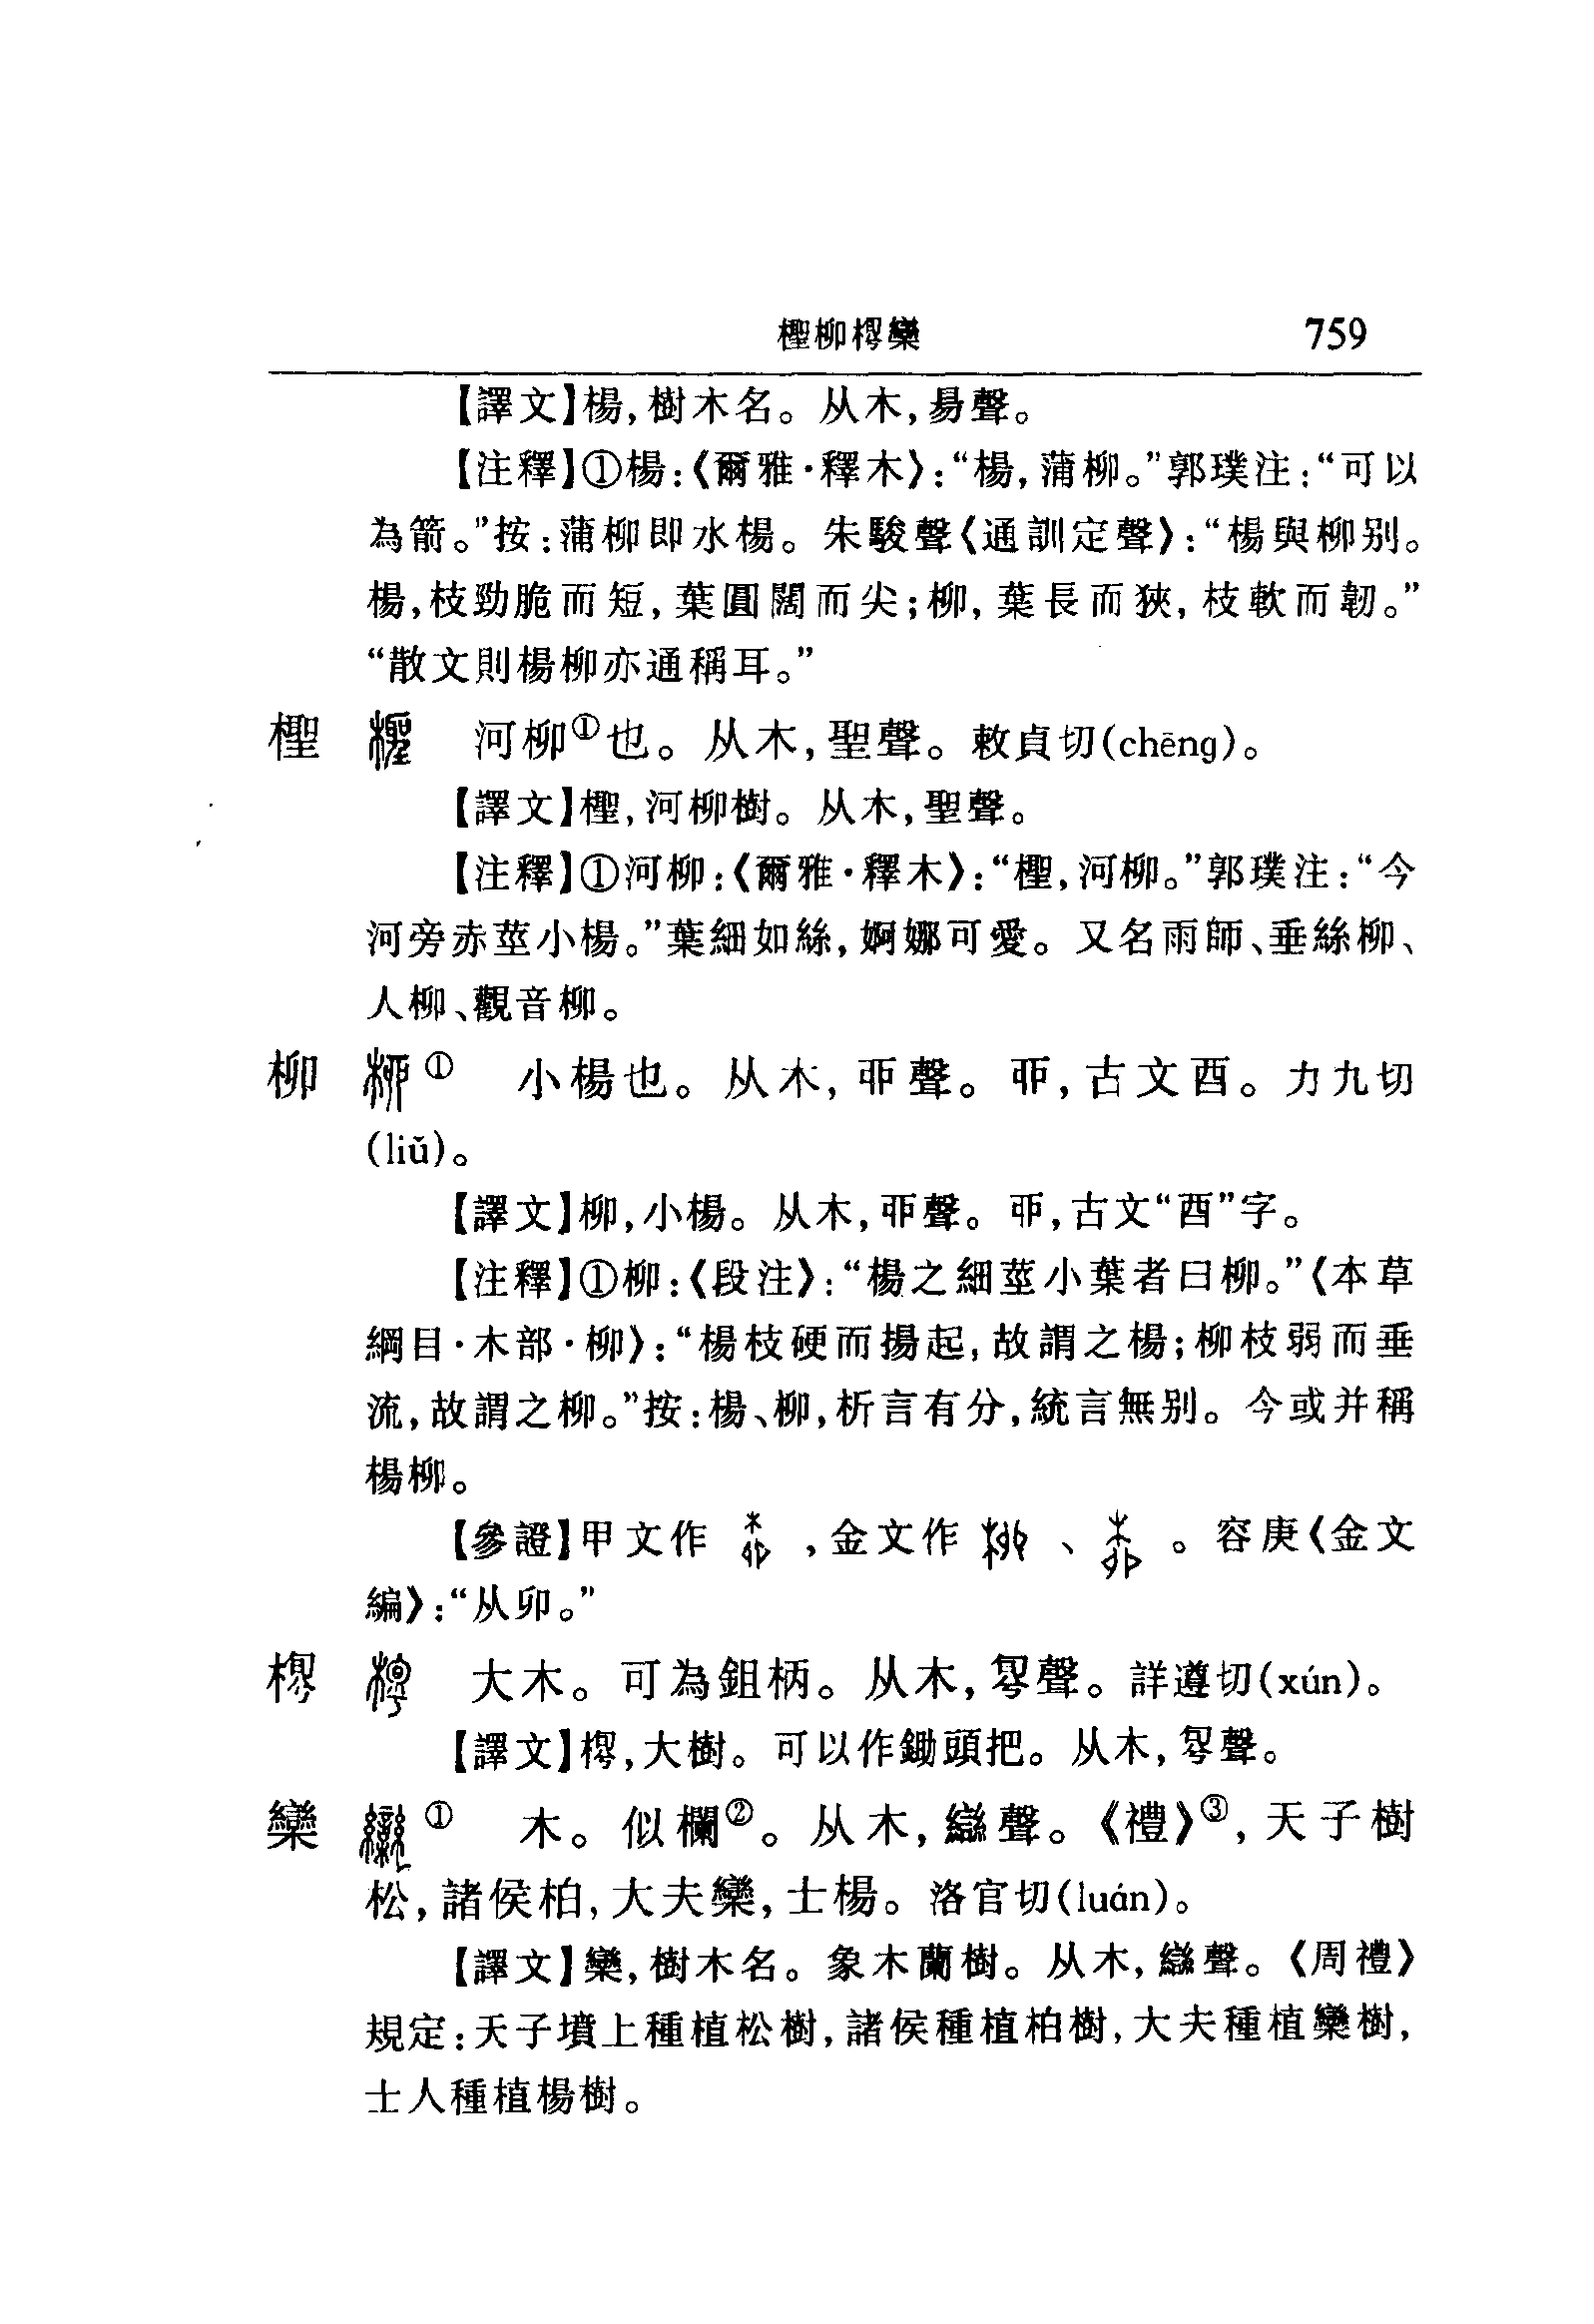 檉柳㭐欒 759
【譯文】楊,樹木名。从木,昜聲。
【注釋】①楊:《爾雅·釋木》:“楊,蒲柳。”郭璞注:“可以
為箭。”按:蒲柳即水楊。朱駿聲《通訓定聲》:“楊與柳别。
楊,枝勁脆而短,葉圓闊而尖;柳,葉長而狹,枝軟而韌。”
“散文則楊柳亦通稱耳。”
檉 河柳①也。从木,聖聲。敕貞切(chēng)。
【譯文】檉,河柳樹。从木,聖聲。
【注釋】①河柳:《爾雅·釋木》:“檉,河柳。”郭璞注:“今
河旁赤莖小楊。”葉細如絲,婀娜可愛。又名雨師、垂絲柳、
人柳、觀音柳。
柳 ① 小楊也。从木,丣聲。丣,古文酉。力九切
(liǔ)。
【譯文】柳,小楊。从木,丣聲。丣,古文“酉”字。
【注釋】①柳:《段注》:“楊之細莖小葉者曰柳。”《本草
綱目·木部·柳》:“楊枝硬而揚起,故謂之楊;柳枝弱而垂
流,故謂之柳。”按:楊、柳,析言有分,統言無别。今或并稱
楊柳。
【參證】甲文作 ,金文作 、 。容庚《金文
編》:“从卯。”
大木。可為鉏柄。从木,聲。詳遵切(xún)。
【譯文】,大樹。可以作鋤頭把。从木,聲。
欒 ① 木。似欄②。从木,䜌聲。《禮》③,天子樹
松,諸侯柏,大夫欒,士楊。洛官切(luán)。
【譯文】欒,樹木名。象木蘭樹。从木,䜌聲。《周禮》
規定:天子墳上種植松樹,諸侯種植柏樹,大夫種植欒樹,
士人種植楊樹。